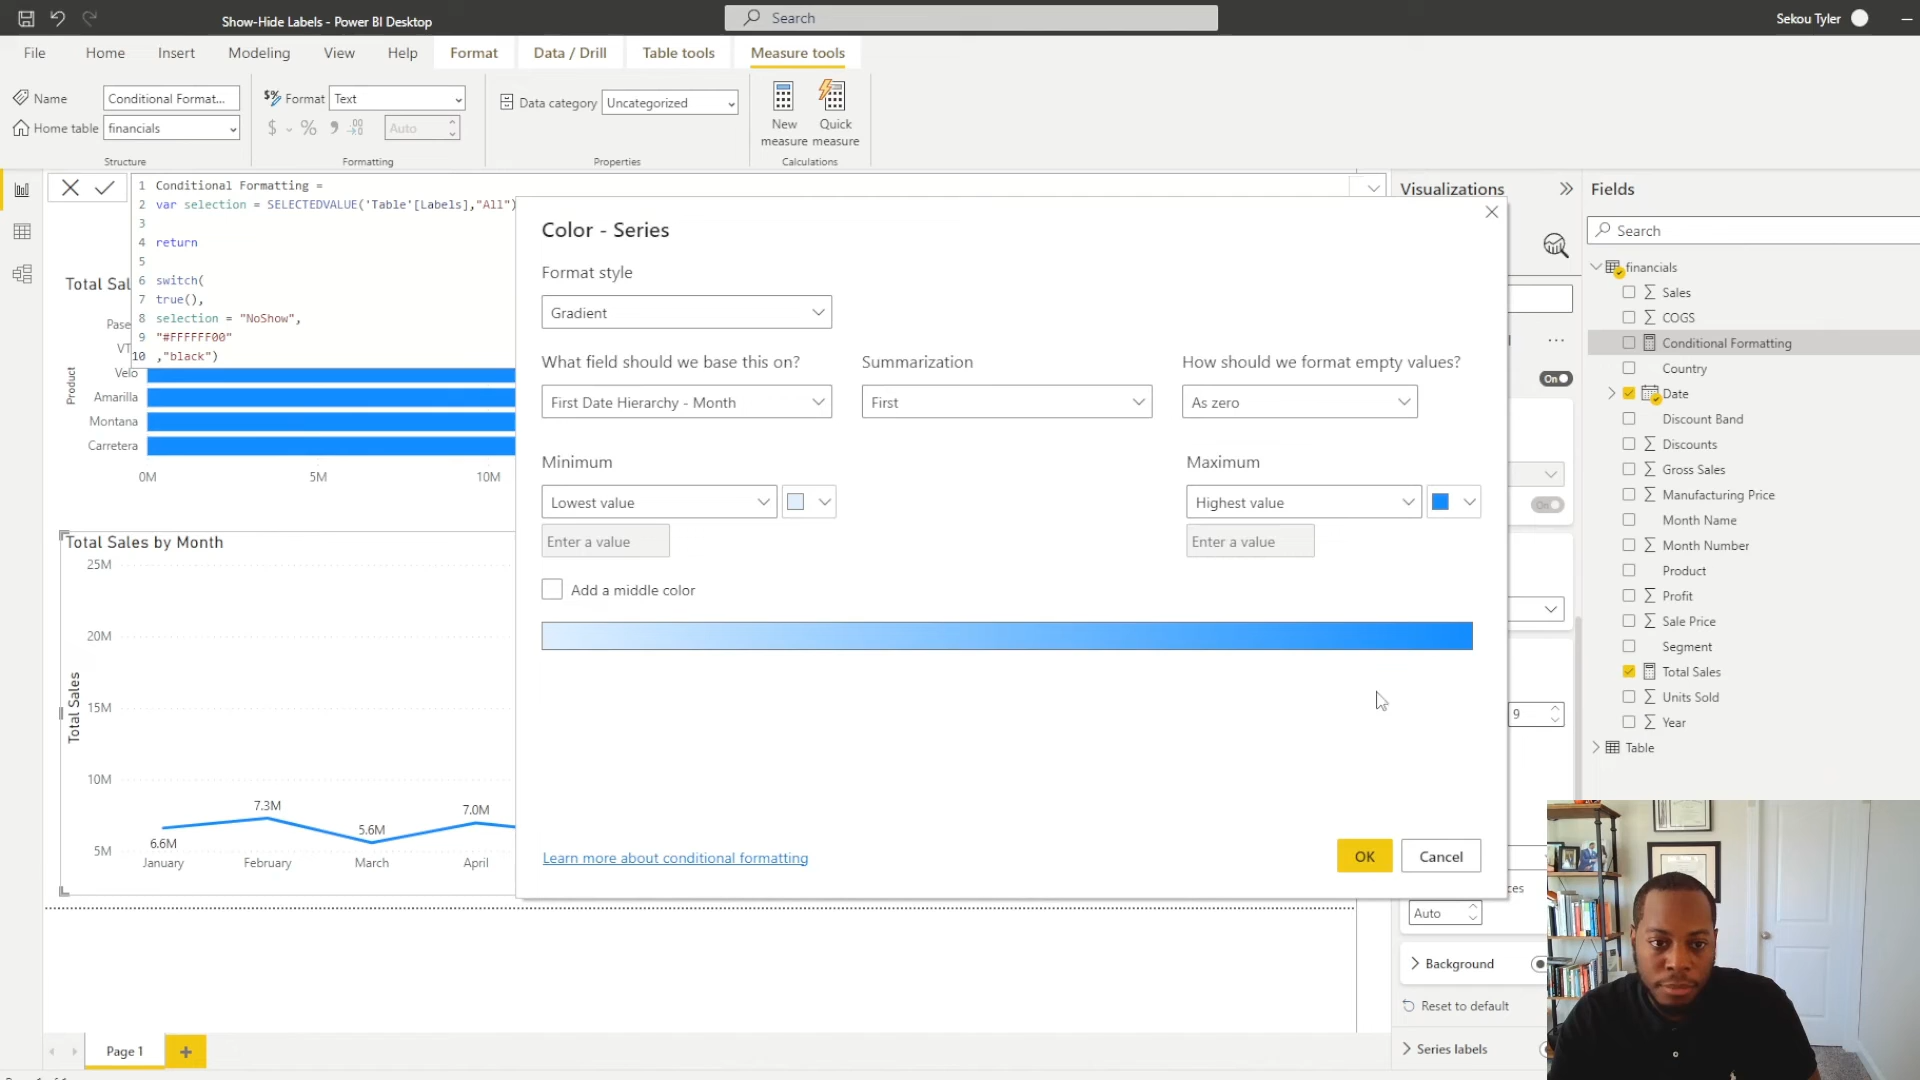 Show-Hide Labels - Power BI Desktop
Search
Sekou Tyler
File
Home
Insert
Modeling
View
Help
Format
Data / Drill
Table tools
Measure tools
Name
Conditional Format...
Home table
financials
Structure
Format
Text
$
%
Auto
Formatting
Data category
Uncategorized
Properties
New measure
Quick measure
Calculations
1 Conditional Formatting =
2 var selection = SELECTEDVALUE('Table'[Labels],"All")
3
4 return
5
6 switch(
7 true(),
8 selection = "NoShow",
9 "#FFFFFF00"
10 ,"black")
Total Sal
Product
Pase
VT
Velo
Amarilla
Montana
Carretera
0M
5M
10M
Total Sales by Month
Total Sales
25M
20M
15M
10M
5M
6.6M
7.3M
5.6M
7.0M
January
February
March
April
Color - Series
Format style
Gradient
What field should we base this on?
First Date Hierarchy - Month
Summarization
First
How should we format empty values?
As zero
Minimum
Lowest value
Enter a value
Maximum
Highest value
Enter a value
Add a middle color
Learn more about conditional formatting
OK
Cancel
Visualizations
On
On
9
ces
Auto
Background
Reset to default
Series labels
Fields
Search
financials
Sales
COGS
Conditional Formatting
Country
Date
Discount Band
Discounts
Gross Sales
Manufacturing Price
Month Name
Month Number
Product
Profit
Sale Price
Segment
Total Sales
Units Sold
Year
Table
Page 1